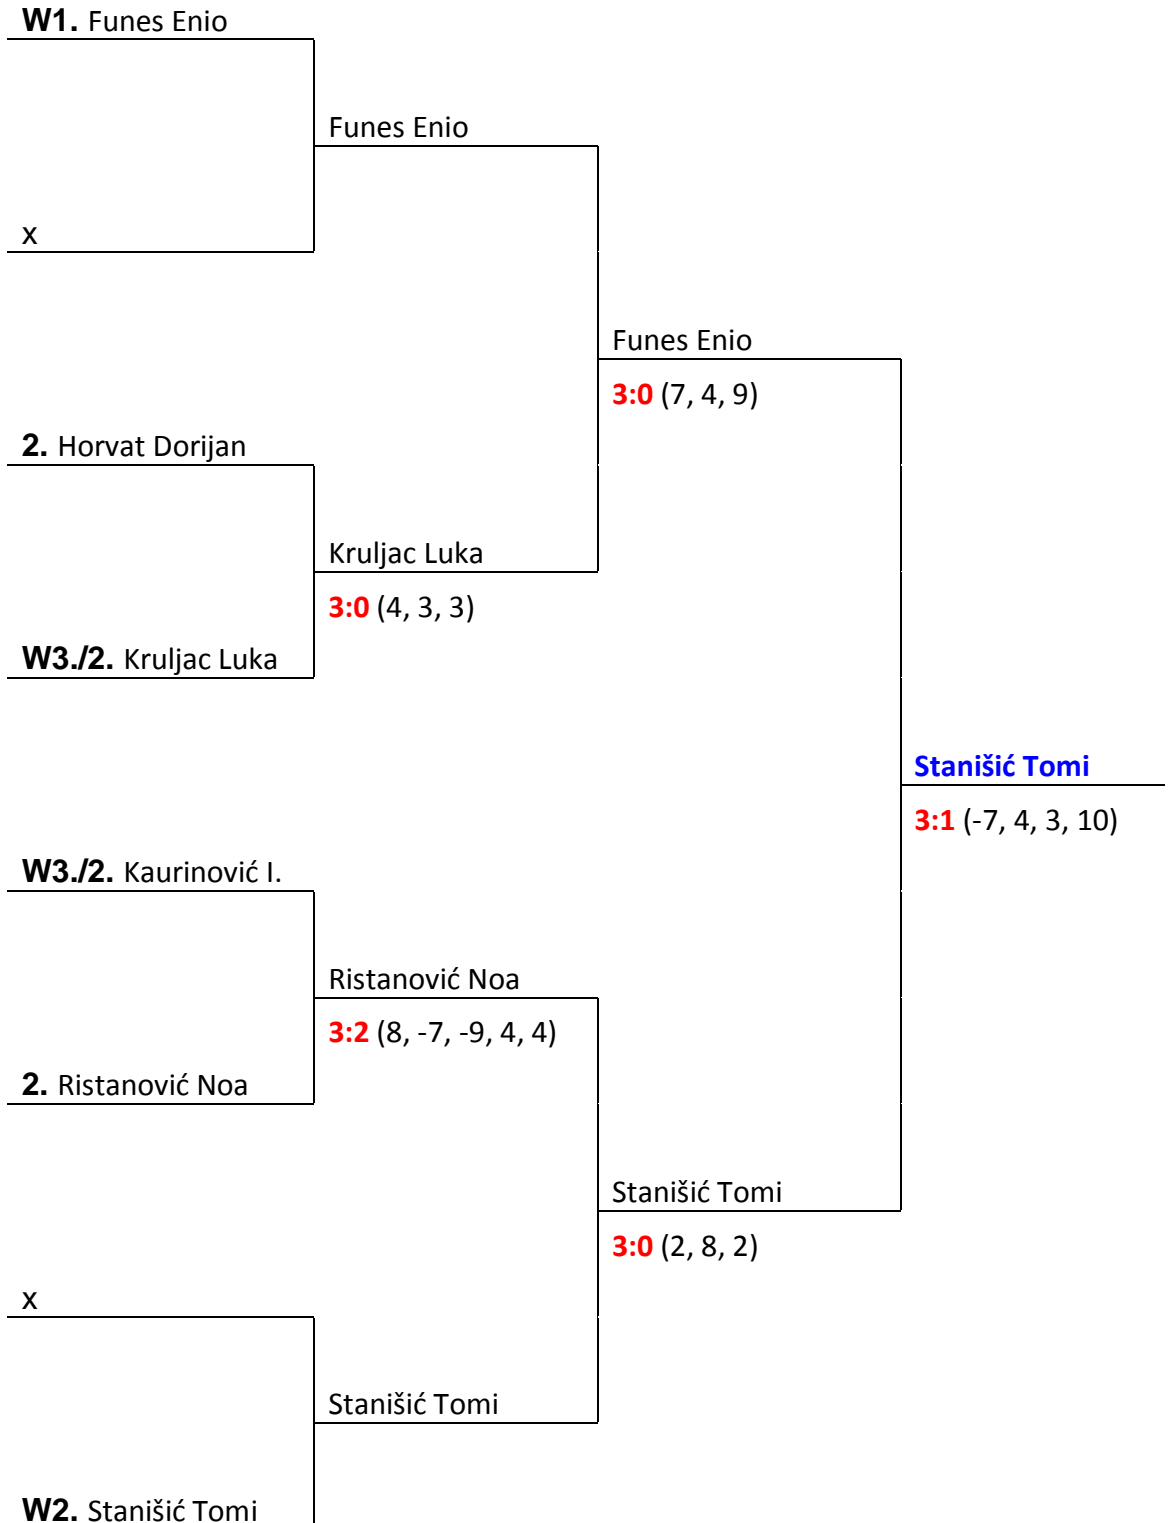 W1. Funes Enio
Funes Enio
x
Funes Enio
3:0 (7, 4, 9)
2. Horvat Dorijan
Kruljac Luka
3:0 (4, 3, 3)
W3./2. Kruljac Luka
Stanišić Tomi
3:1 (-7, 4, 3, 10)
W3./2. Kaurinović I.
Ristanović Noa
3:2 (8, -7, -9, 4, 4)
2. Ristanović Noa
Stanišić Tomi
3:0 (2, 8, 2)
x
Stanišić Tomi
W2. Stanišić Tomi